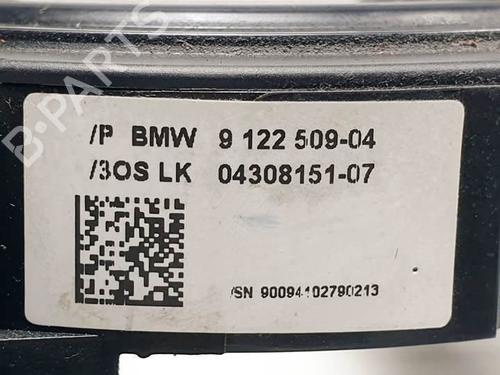 B-PARTS
/P BMW 9 122 509-04
/3OS LK 04308151-07
/SN 90094102790213